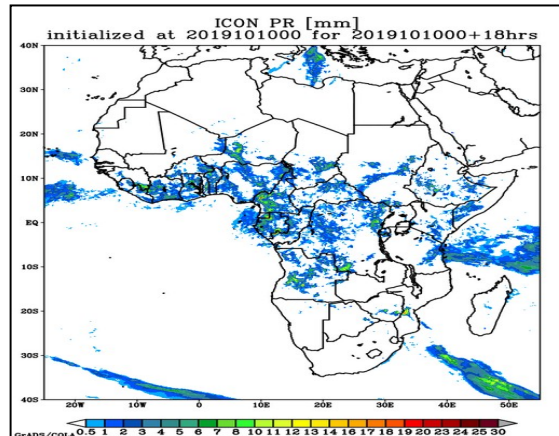 ICON PR [mm]
initialized at 2019101000 for 2019101000+18hrs
40N
30N
20N
10N
EQ
10S
20S
30S
40S
20W 10W 0 10E 20E 30E 40E 50E
0.5 1 2 3 4 5 6 7 8 10 11 13 14 16 17 18 19 20 23 24 25 30
GrADS/COLA